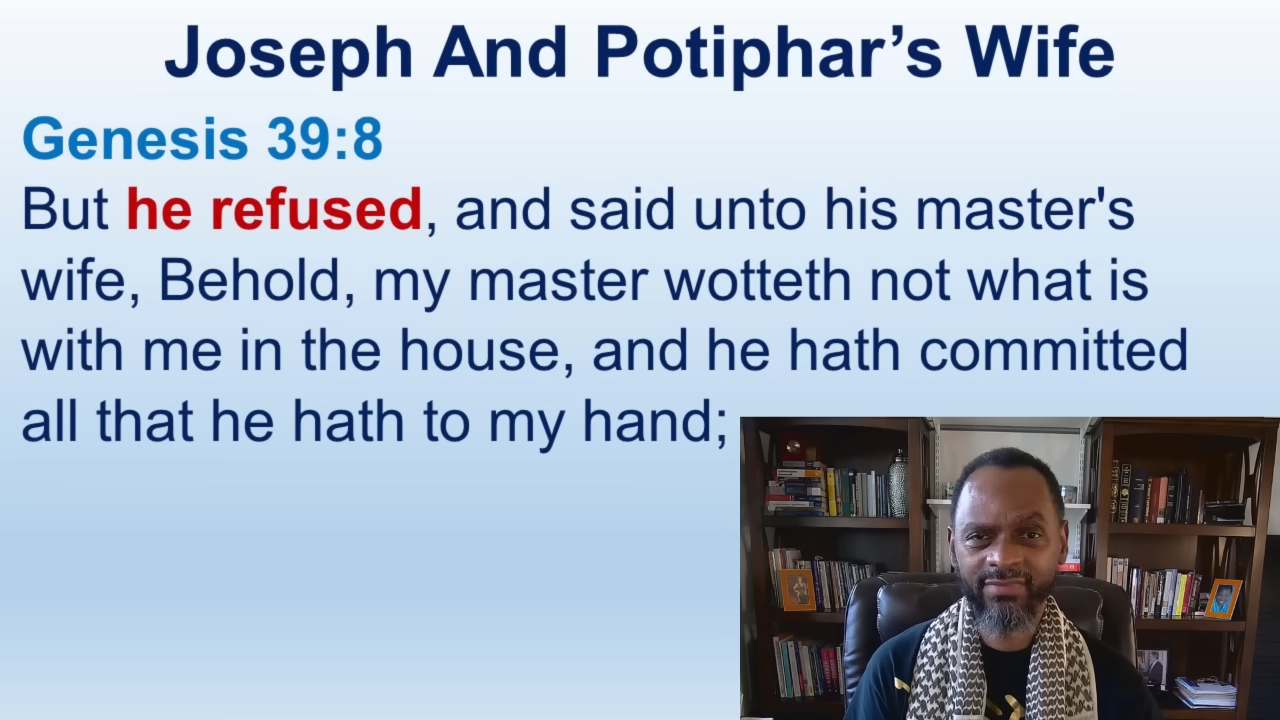 Joseph And Potiphar’s Wife
Genesis 39:8
But he refused, and said unto his master's
wife, Behold, my master wotteth not what is
with me in the house, and he hath committed
all that he hath to my hand;